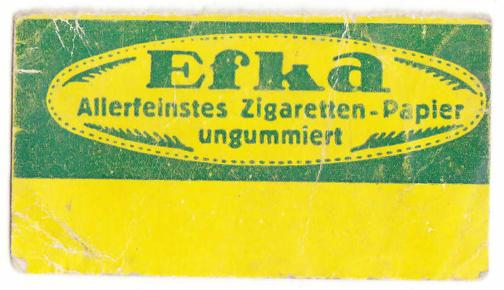 Efka
Allerfeinstes Zigaretten-Papier
ungummiert